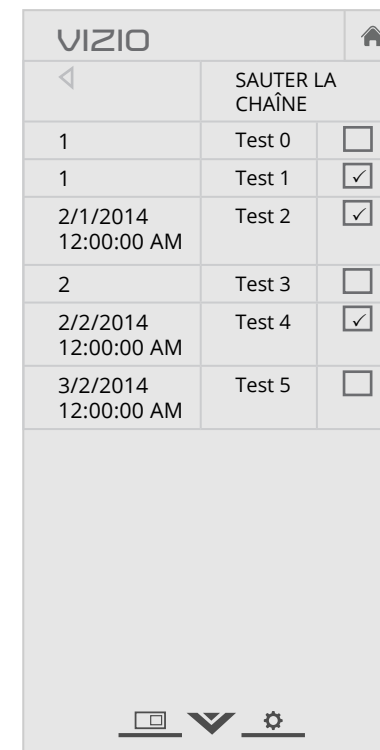 VIZIO
SAUTER LA
CHAÎNE
1 Test 0
1 Test 1
2/1/2014 Test 2
12:00:00 AM
2 Test 3
2/2/2014 Test 4
12:00:00 AM
3/2/2014 Test 5
12:00:00 AM